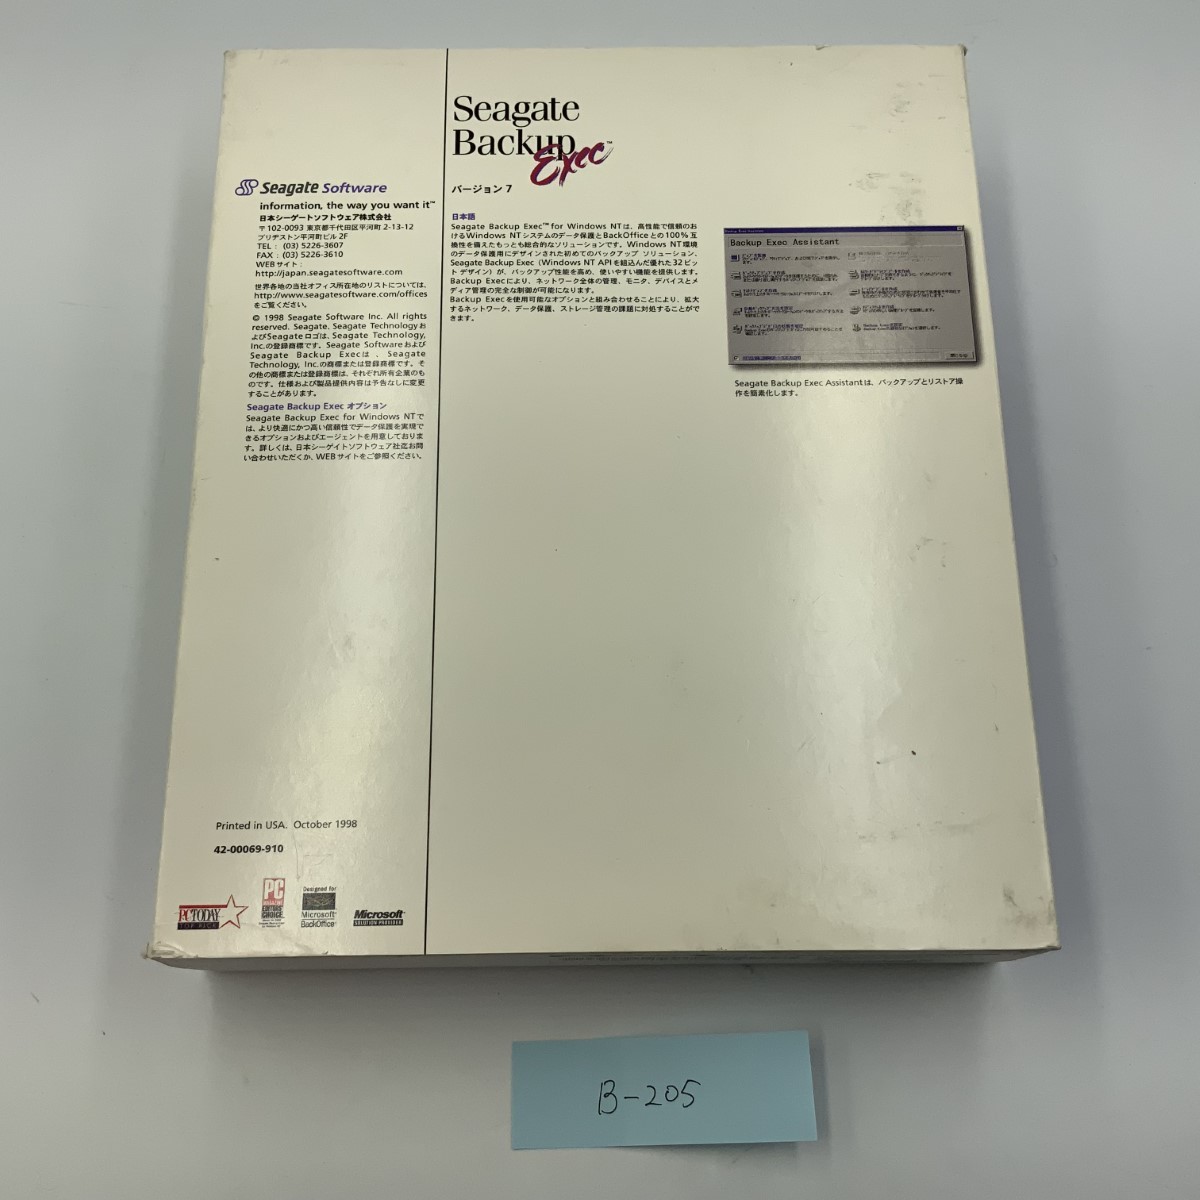 Seagate
Backup
Exec™
バージョン 7
Seagate Software
information, the way you want it™
日本シーゲートソフトウェア株式会社
〒102-0093 東京都千代田区平河町 2-13-12
ブリヂストン平河町ビル 2F
TEL : (03) 5226-3607
FAX : (03) 5226-3610
WEBサイト :
http://japan.seagatesoftware.com
世界各地の当社オフィス所在地のリストについては、
http://www.seagatesoftware.com/offices
をご覧ください。
© 1998 Seagate Software Inc. All rights
reserved. Seagate, Seagate Technologyお
よびSeagateロゴは、Seagate Technology,
Inc.の登録商標です。Seagate Softwareおよび
Seagate Backup Execは、Seagate
Technology, Inc.の商標または登録商標です。そ
の他の商標または登録商標は、それぞれ所有企業のも
のです。仕様および製品提供内容は予告なしに変更
することがあります。
Seagate Backup Exec オプション
Seagate Backup Exec for Windows NTで
は、より快適にかつ高い信頼性でデータ保護を実現で
きるオプションおよびエージェントを用意しておりま
す。詳しくは、日本シーゲイトソフトウェア社迄お問
い合わせいただくか、WEBサイトをご参照ください。
日本語
Seagate Backup Exec™ for Windows NTは、高性能で信頼のお
けるWindows NTシステムのデータ保護とBackOfficeとの100%互
換性を備えたもっとも総合的なソリューションです。Windows NT環境
のデータ保護用にデザインされた初めてのバックアップ ソリューション、
Seagate Backup Exec (Windows NT APIを組込んだ優れた32ビッ
ト デザイン) が、バックアップ性能を高め、使いやすい機能を提供します。
Backup Execにより、ネットワーク全体の管理、モニタ、デバイスとメ
ディア管理の完全な制御が可能になります。
Backup Execを使用可能なオプションと組み合わせることにより、拡大
するネットワーク、データ保護、ストレージ管理の課題に対処することがで
きます。
Backup Exec Assistant
Seagate Backup Exec Assistantは、バックアップとリストア操
作を簡素化します。
Printed in USA. October 1998
42-00069-910
PC TODAY
TOP PICK
PC
EDITORS'
CHOICE
Designed for
Microsoft
BackOffice
Microsoft
SOLUTION PROVIDER
B-205